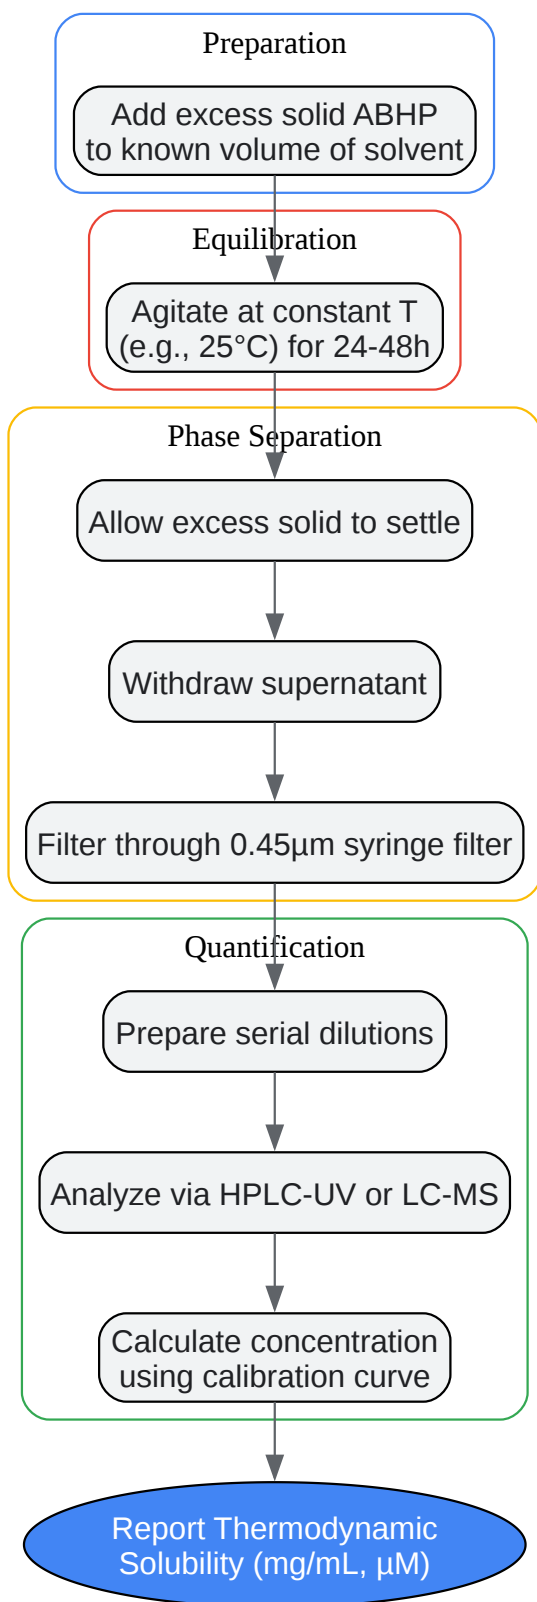 Preparation
Add excess solid ABHP
to known volume of solvent
Equilibration
Agitate at constant T
(e.g., 25°C) for 24-48h
Phase Separation
Allow excess solid to settle
Withdraw supernatant
Filter through 0.45µm syringe filter
Quantification
Prepare serial dilutions
Analyze via HPLC-UV or LC-MS
Calculate concentration
using calibration curve
Report Thermodynamic
Solubility (mg/mL, µM)